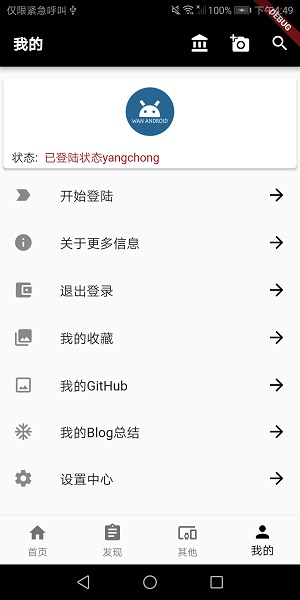 仅限紧急呼叫 100% 下午4:49
DEBUG
我的
WAN ANDROID
状态: 已登陆状态yangchong
开始登陆
关于更多信息
退出登录
我的收藏
我的GitHub
我的Blog总结
设置中心
首页 发现 其他 我的